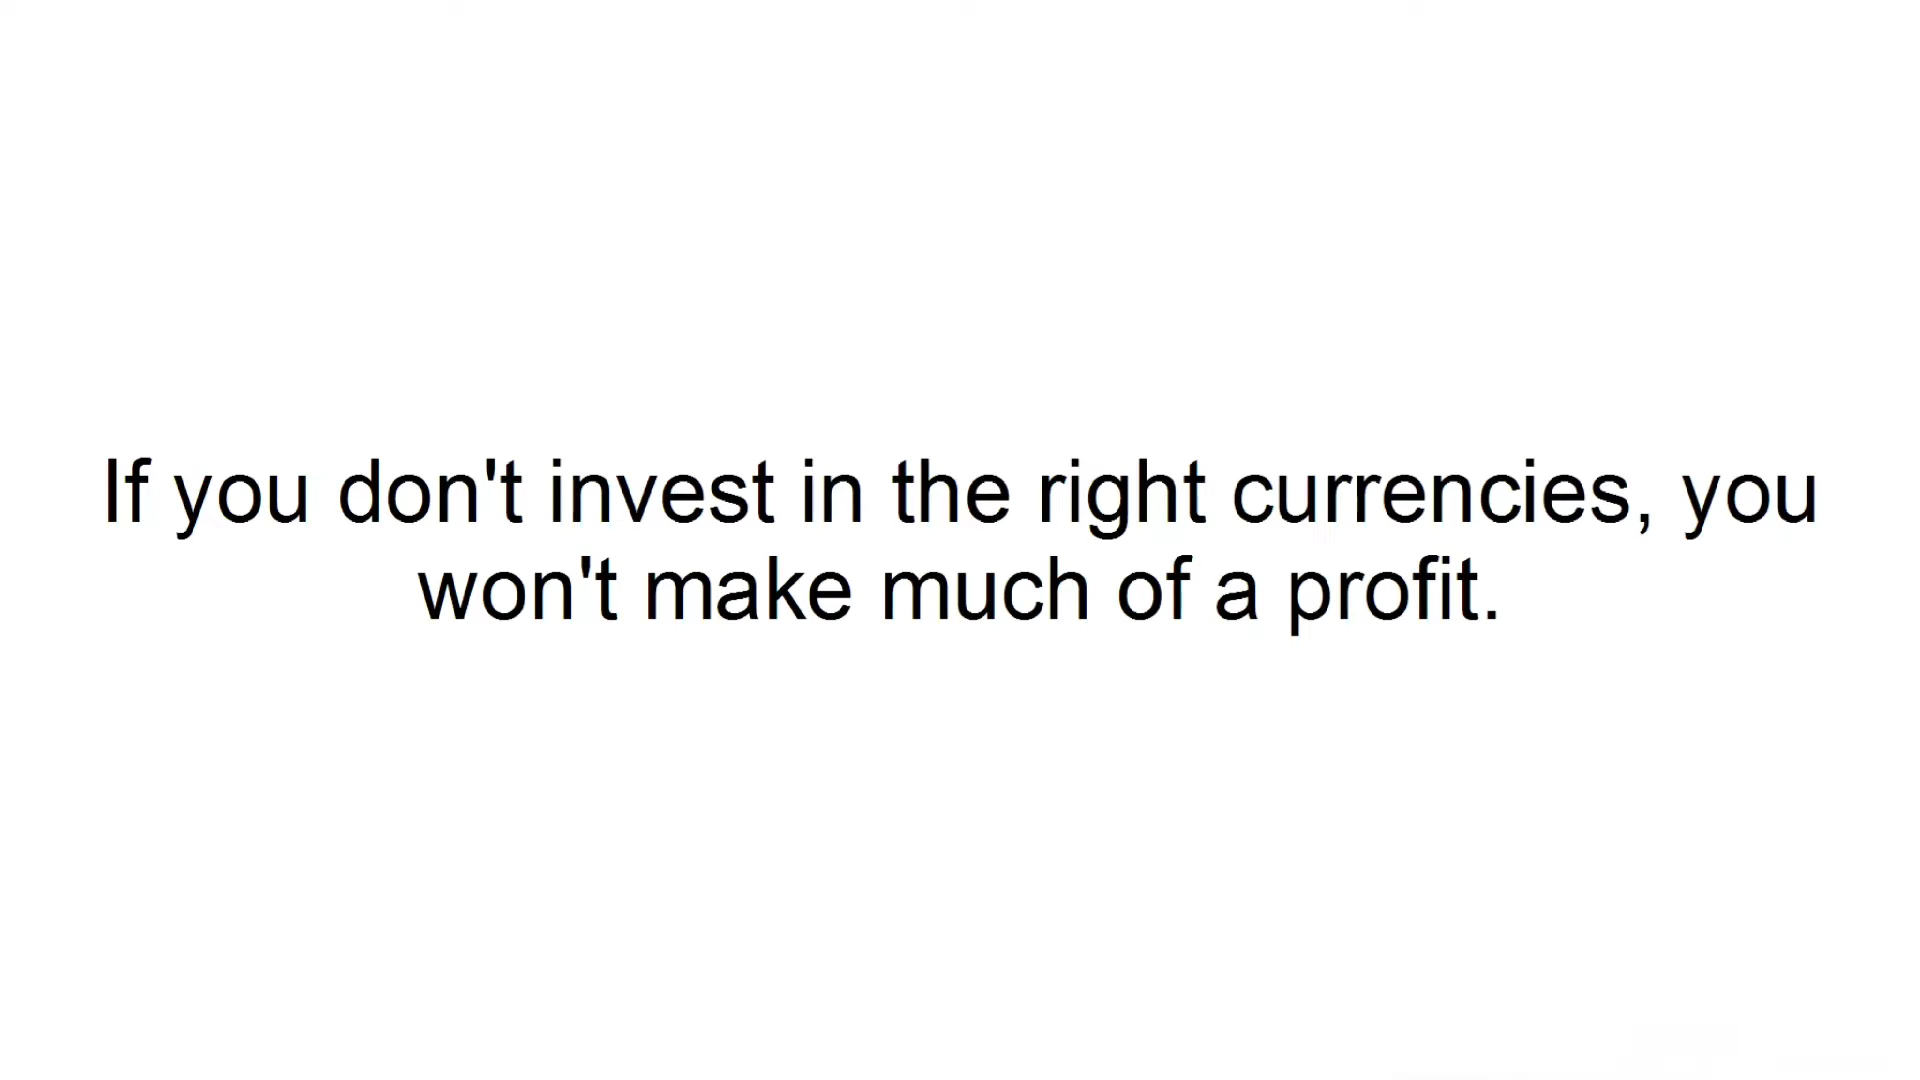 If you don't invest in the right currencies, you
won't make much of a profit.